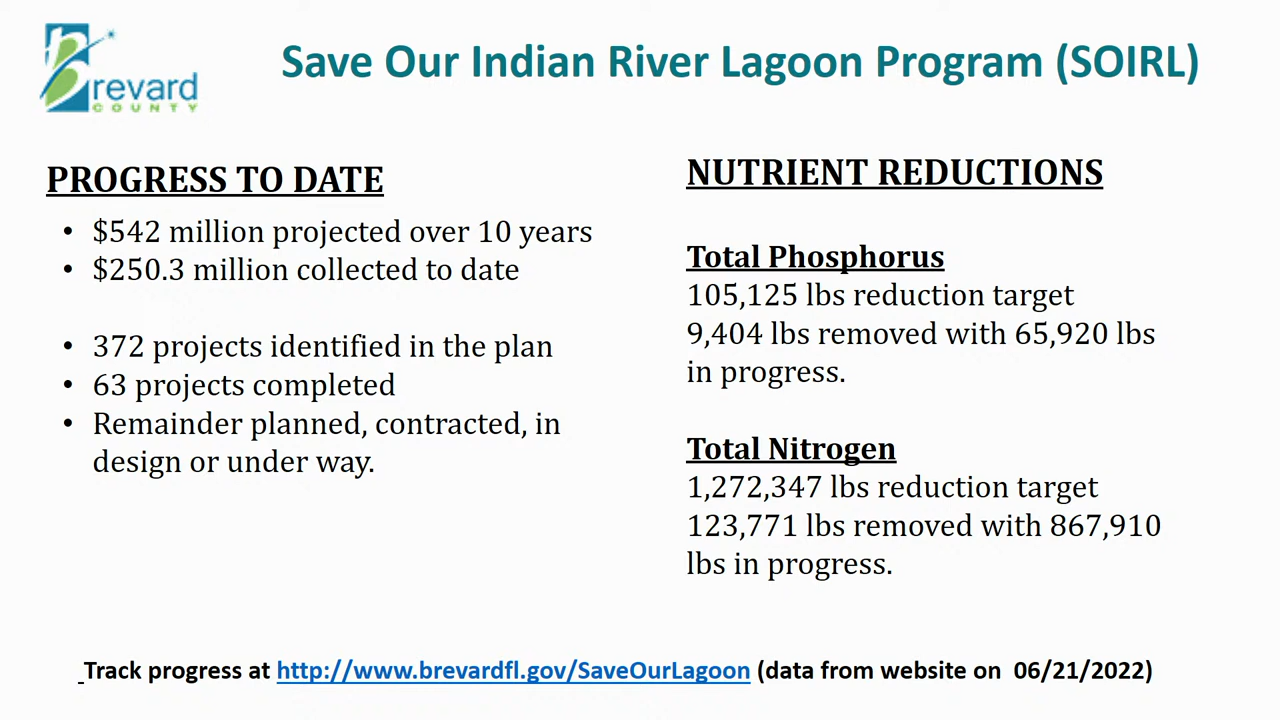 Brevard
COUNTY
Save Our Indian River Lagoon Program (SOIRL)
PROGRESS TO DATE
• $542 million projected over 10 years
• $250.3 million collected to date
• 372 projects identified in the plan
• 63 projects completed
• Remainder planned, contracted, in
design or under way.
NUTRIENT REDUCTIONS
Total Phosphorus
105,125 lbs reduction target
9,404 lbs removed with 65,920 lbs
in progress.
Total Nitrogen
1,272,347 lbs reduction target
123,771 lbs removed with 867,910
lbs in progress.
Track progress at http://www.brevardfl.gov/SaveOurLagoon (data from website on 06/21/2022)